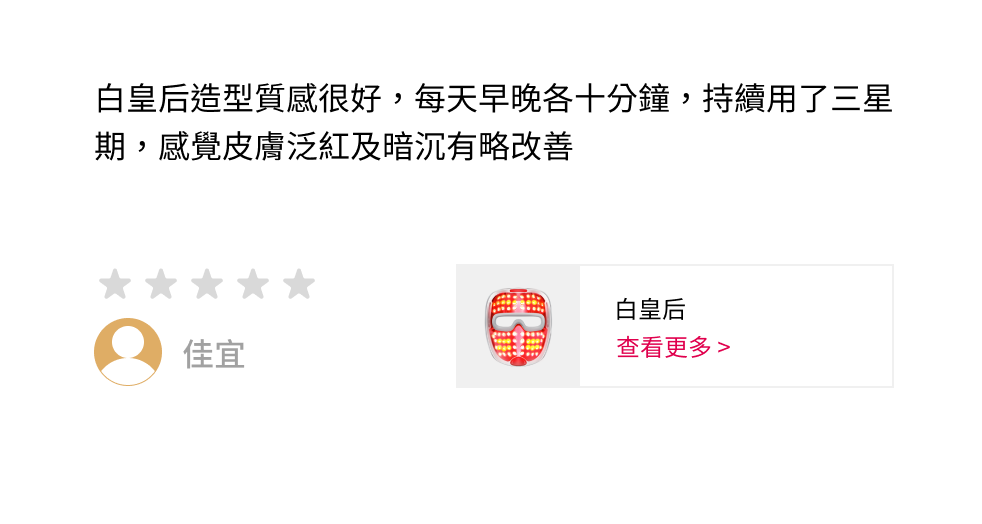 白皇后造型質感很好，每天早晚各十分鐘，持續用了三星
期，感覺皮膚泛紅及暗沉有略改善
佳宜
白皇后
查看更多 >